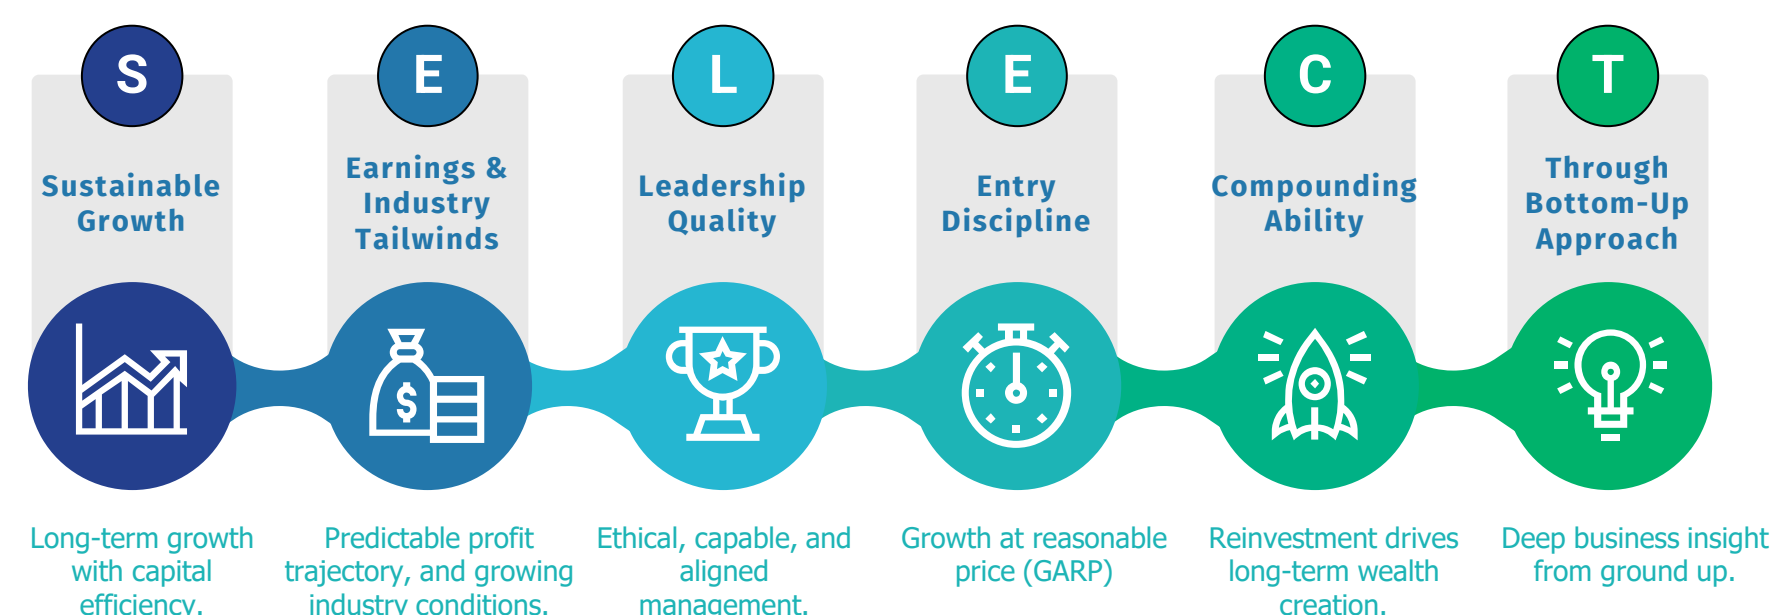 S
Sustainable
Growth
Long-term growth
with capital
efficiency.
E
Earnings &
Industry
Tailwinds
$
Predictable profit
trajectory, and growing
industry conditions.
L
Leadership
Quality
Ethical, capable, and
aligned
management.
E
Entry
Discipline
Growth at reasonable
price (GARP)
C
Compounding
Ability
Reinvestment drives
long-term wealth
creation.
T
Through
Bottom-Up
Approach
Deep business insight
from ground up.